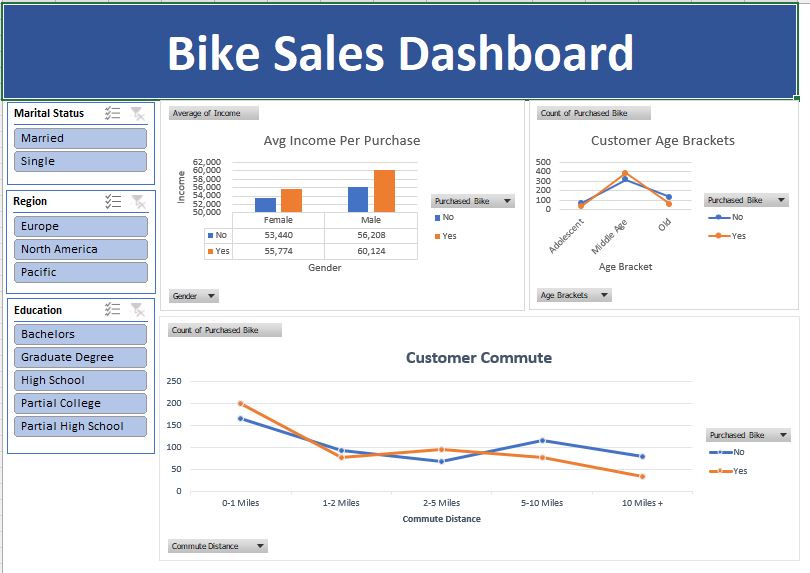 Bike Sales Dashboard
Marital Status
Married
Single
Region
Europe
North America
Pacific
Education
Bachelors
Graduate Degree
High School
Partial College
Partial High School
Average of Income
Avg Income Per Purchase
Income
62,000
60,000
58,000
56,000
54,000
52,000
50,000
Female Male
No 53,440 56,208
Yes 55,774 60,124
Gender
Purchased Bike
No
Yes
Gender
Count of Purchased Bike
Customer Age Brackets
500
400
300
200
100
0
Adolescent
Middle Age
Old
Age Bracket
Purchased Bike
No
Yes
Age Brackets
Count of Purchased Bike
Customer Commute
250
200
150
100
50
0
0-1 Miles 1-2 Miles 2-5 Miles 5-10 Miles 10 Miles +
Commute Distance
Purchased Bike
No
Yes
Commute Distance